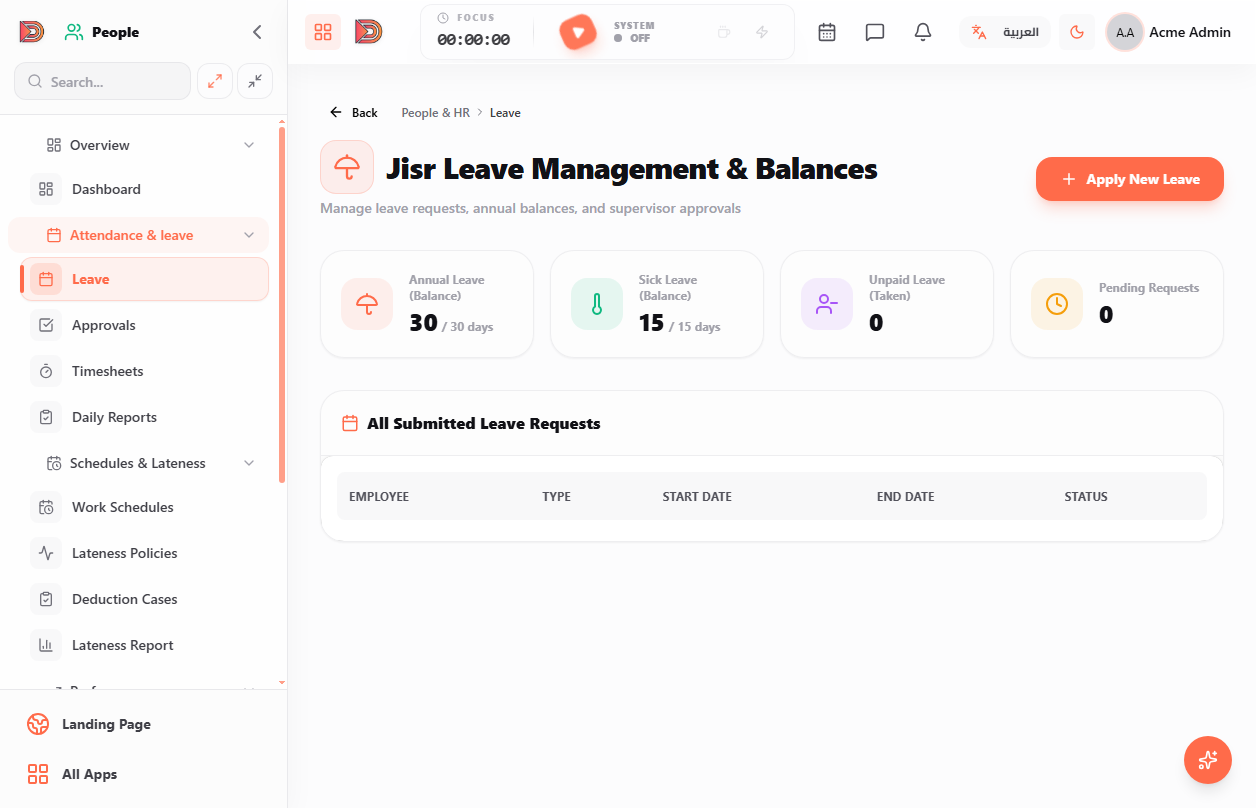 People
Search...
Overview
Dashboard
Attendance & leave
Leave
Approvals
Timesheets
Daily Reports
Schedules & Lateness
Work Schedules
Lateness Policies
Deduction Cases
Lateness Report
Landing Page
All Apps
FOCUS
00:00:00
SYSTEM
OFF
العربية
A.A
Acme Admin
Back
People & HR > Leave
Jisr Leave Management & Balances
Manage leave requests, annual balances, and supervisor approvals
+ Apply New Leave
Annual Leave
(Balance)
30 / 30 days
Sick Leave
(Balance)
15 / 15 days
Unpaid Leave
(Taken)
0
Pending Requests
0
All Submitted Leave Requests
EMPLOYEE TYPE START DATE END DATE STATUS